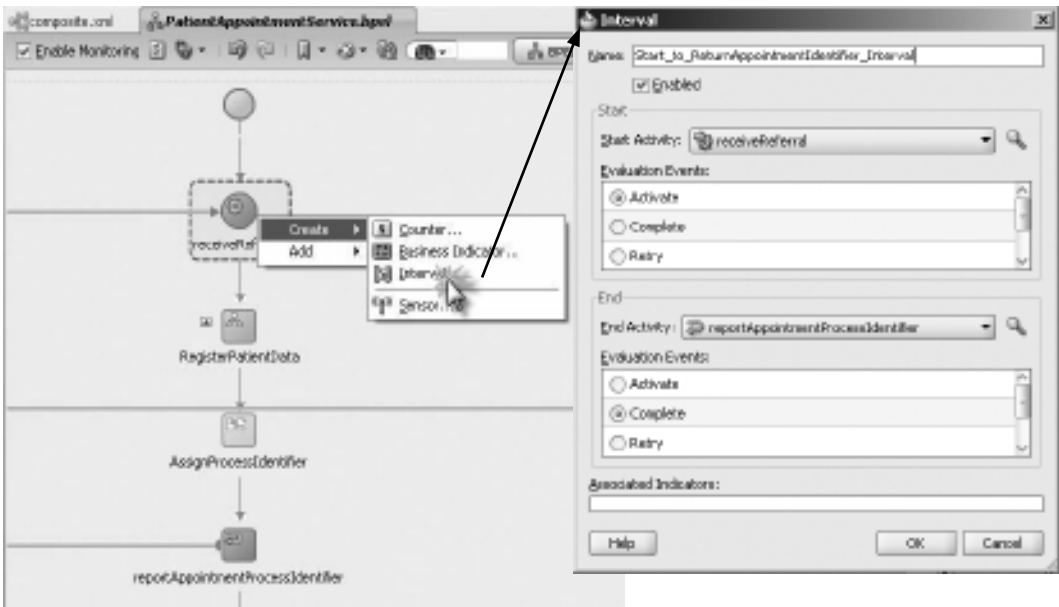 composite.xml
PatientAppointmentService.bpel
Enable Monitoring
receiveRef
Create
Add
Counter...
Business Indicator...
Interval
Sensor...
RegisterPatientData
AssignProcessIdentifier
reportAppointmentProcessIdentifier
Interval
Name: Start_to_ReturnAppointmentIdentifier_Interval
Enabled
Start
Start Activity: receiveReferral
Evaluation Events:
Activate
Complete
Retry
End
End Activity: reportAppointmentProcessIdentifier
Evaluation Events:
Activate
Complete
Retry
Associated Indicators:
Help
OK
Cancel